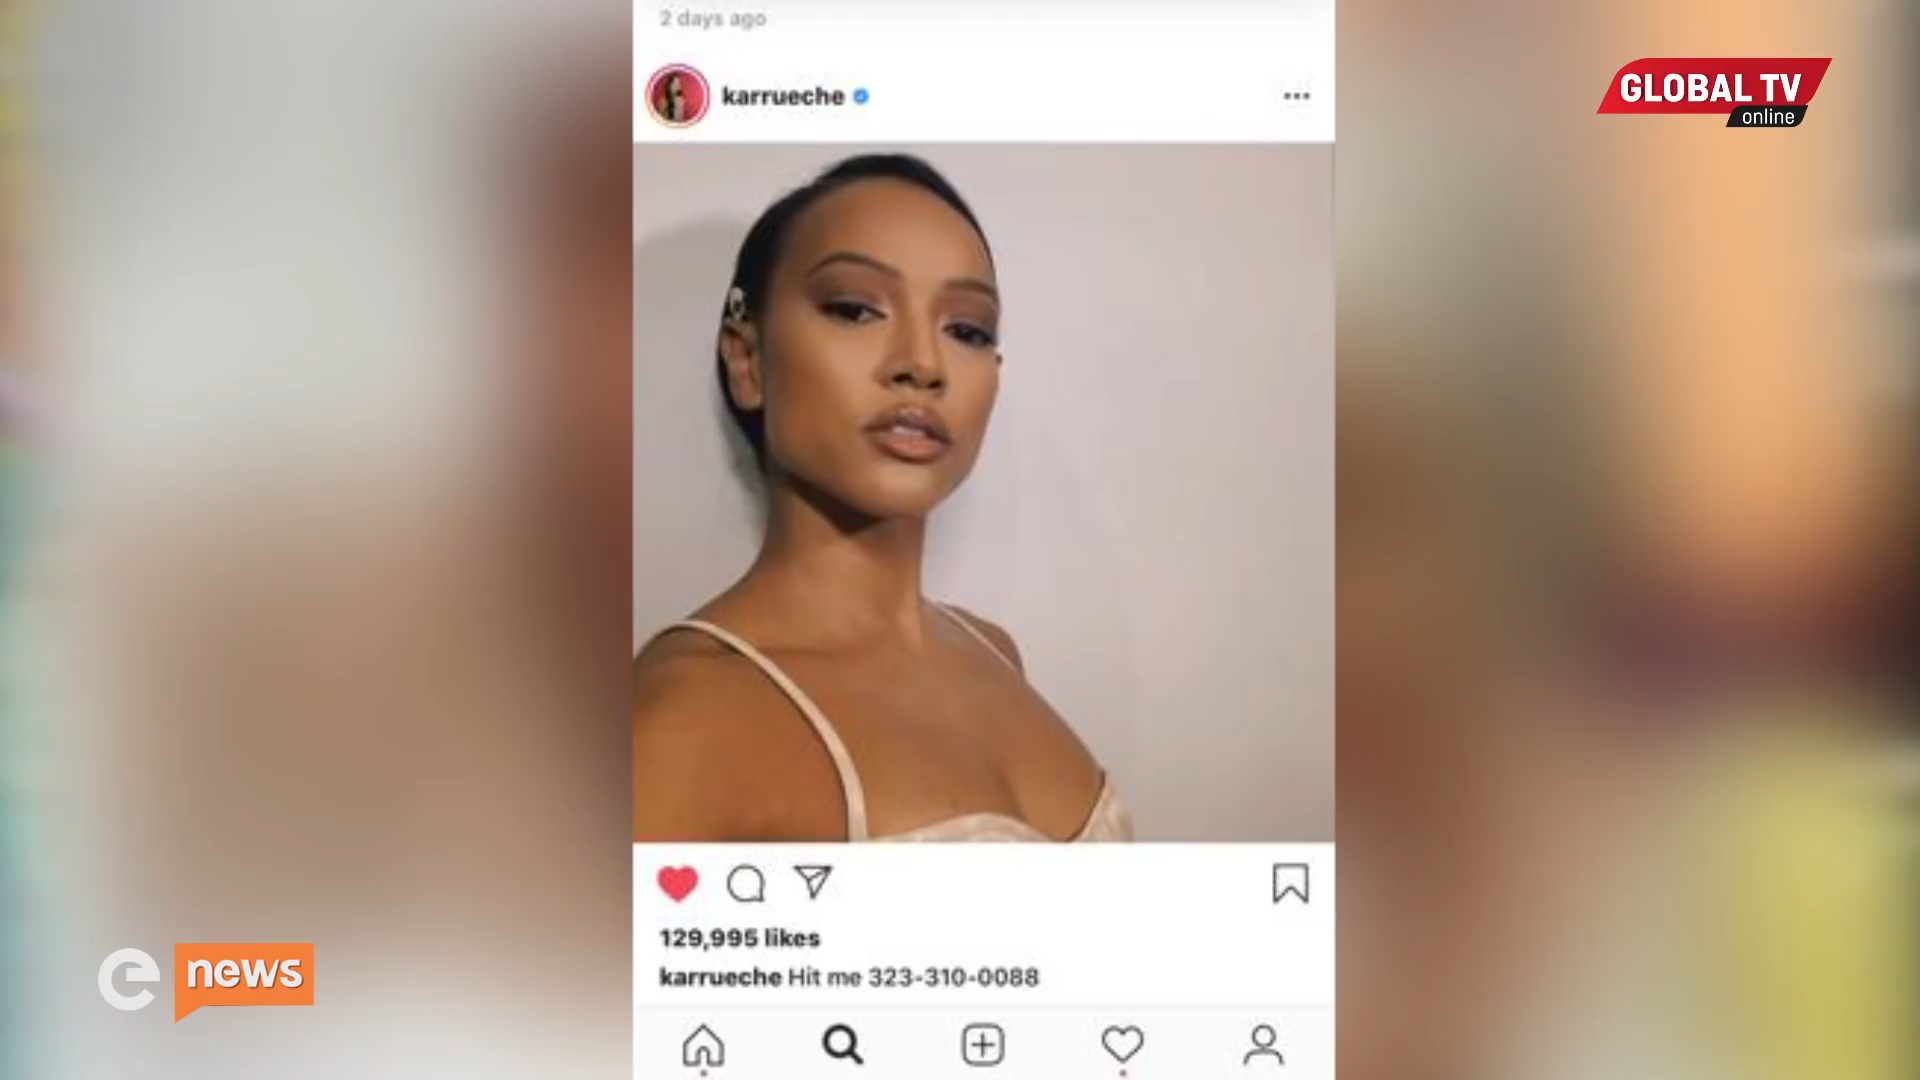 2 days ago
karrueche
GLOBAL TV
online
129,995 likes
karrueche Hit me 323-310-0088
e news